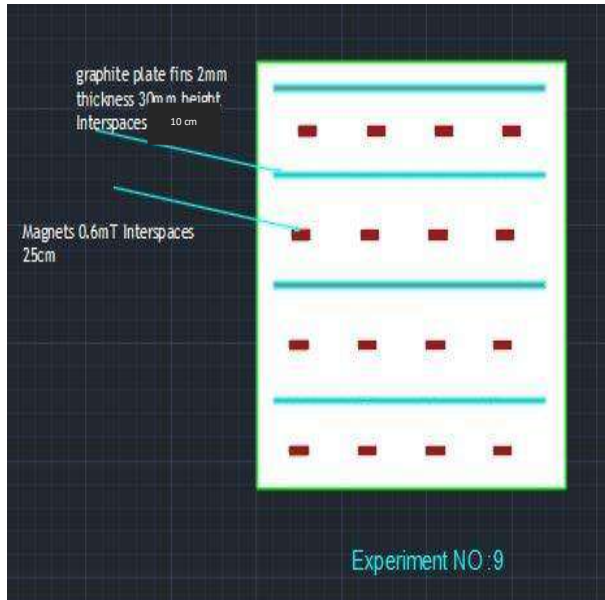 graphite plate fins 2mm
thickness 30mm height
Interspaces 10 cm
Magnets 0.6mT Interspaces
25cm
Experiment NO :9